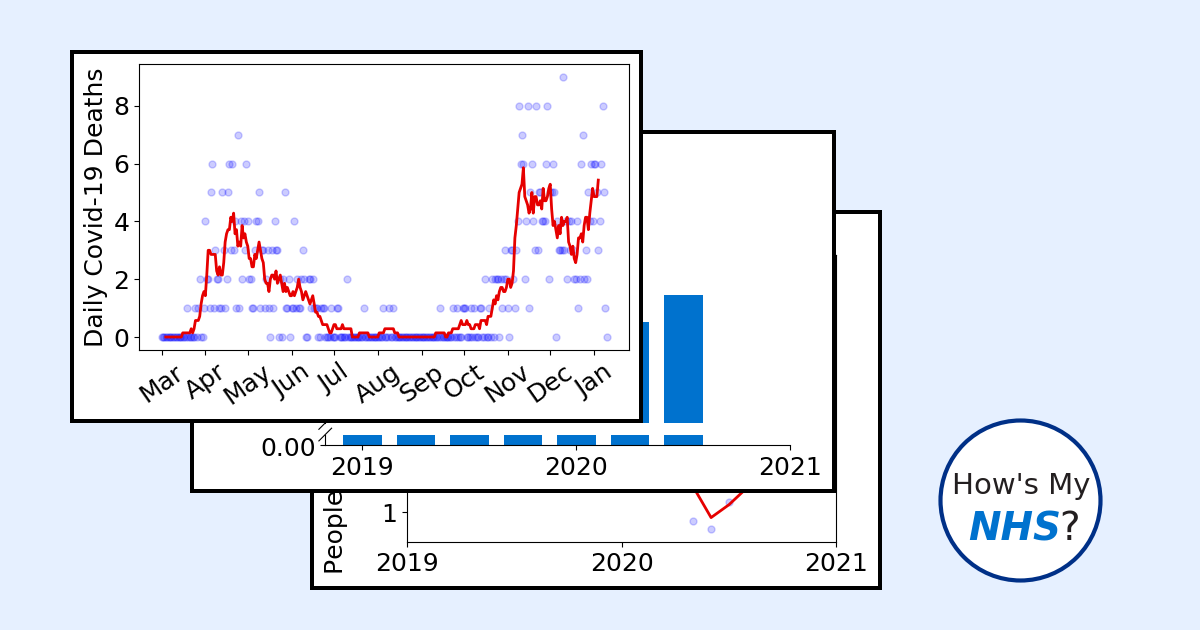 Daily Covid-19 Deaths
8
6
4
2
0
Mar Apr May Jun Jul Aug Sep Oct Nov Dec Jan
0.00
2019 2020 2021
People
1
2019 2020 2021
How's My
NHS?